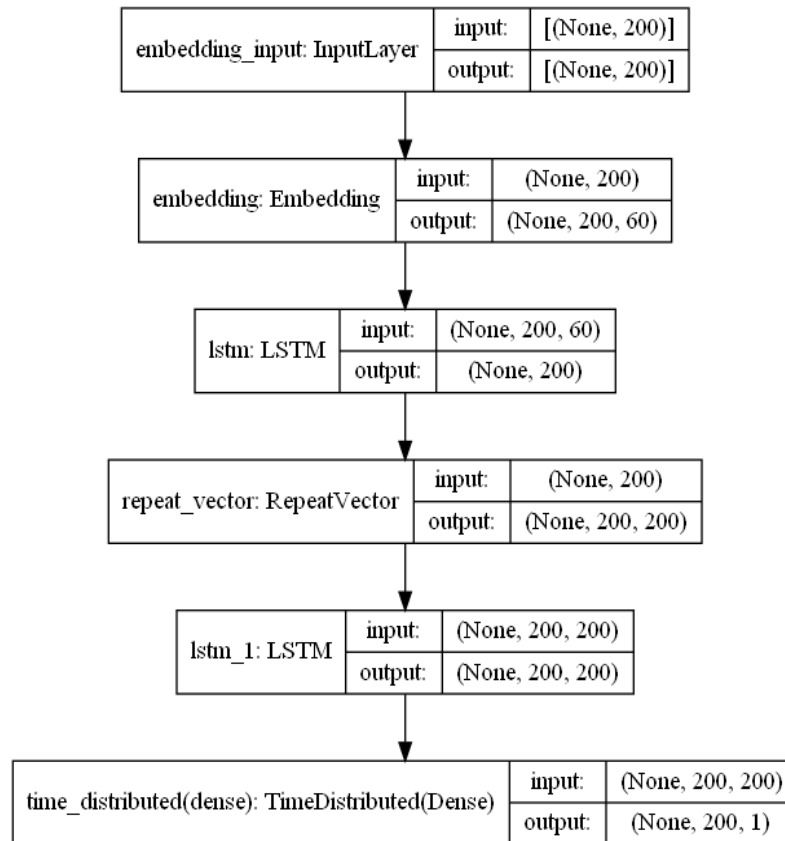 embedding_input: InputLayer
input: [(None, 200)]
output: [(None, 200)]
embedding: Embedding
input: (None, 200)
output: (None, 200, 60)
lstm: LSTM
input: (None, 200, 60)
output: (None, 200)
repeat_vector: RepeatVector
input: (None, 200)
output: (None, 200, 200)
lstm_1: LSTM
input: (None, 200, 200)
output: (None, 200, 200)
time_distributed(dense): TimeDistributed(Dense)
input: (None, 200, 200)
output: (None, 200, 1)